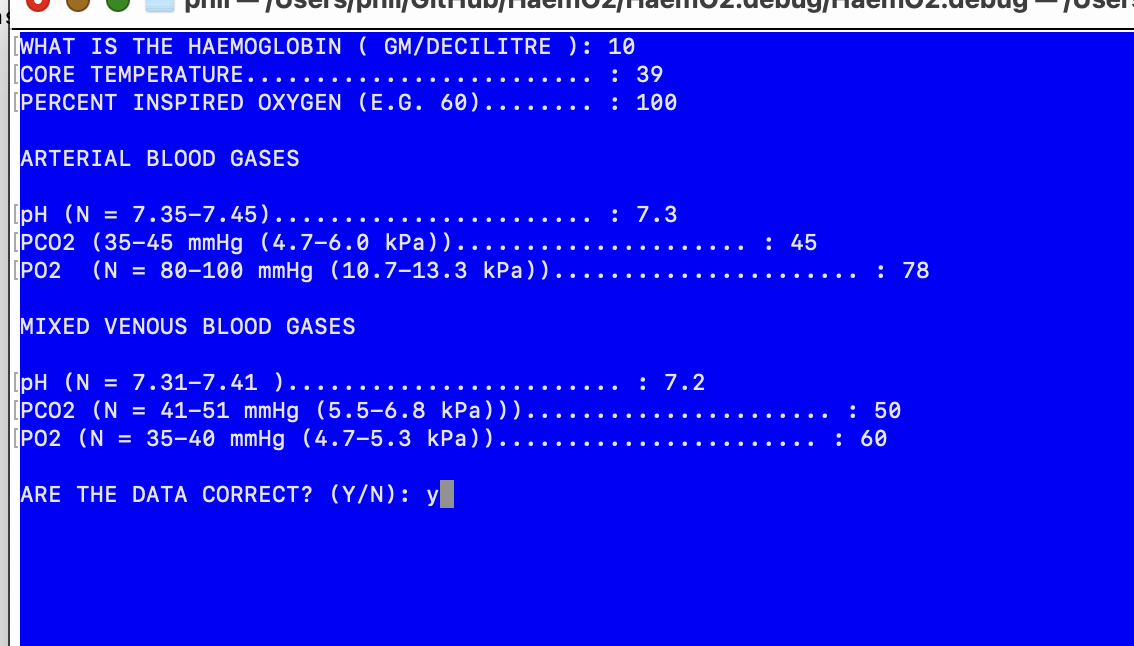 phil — /Users/phil/GitHub/HaemO2/HaemO2.debug/HaemO2.debug — /Users
WHAT IS THE HAEMOGLOBIN ( GM/DECILITRE ): 10
CORE TEMPERATURE......................... : 39
PERCENT INSPIRED OXYGEN (E.G. 60)........ : 100
ARTERIAL BLOOD GASES
pH (N = 7.35-7.45)....................... : 7.3
PCO2 (35-45 mmHg (4.7-6.0 kPa))..................... : 45
PO2  (N = 80-100 mmHg (10.7-13.3 kPa))...................... : 78
MIXED VENOUS BLOOD GASES
pH (N = 7.31-7.41 )........................ : 7.2
PCO2 (N = 41-51 mmHg (5.5-6.8 kPa)))...................... : 50
PO2 (N = 35-40 mmHg (4.7-5.3 kPa))....................... : 60
ARE THE DATA CORRECT? (Y/N): y